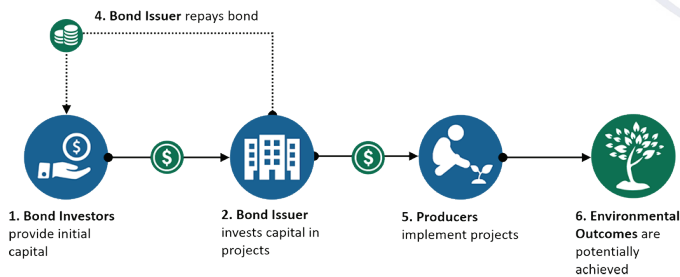 4. Bond Issuer repays bond
$
$
$
1. Bond Investors
provide initial
capital
2. Bond Issuer
invests capital in
projects
5. Producers
implement projects
6. Environmental
Outcomes are
potentially
achieved